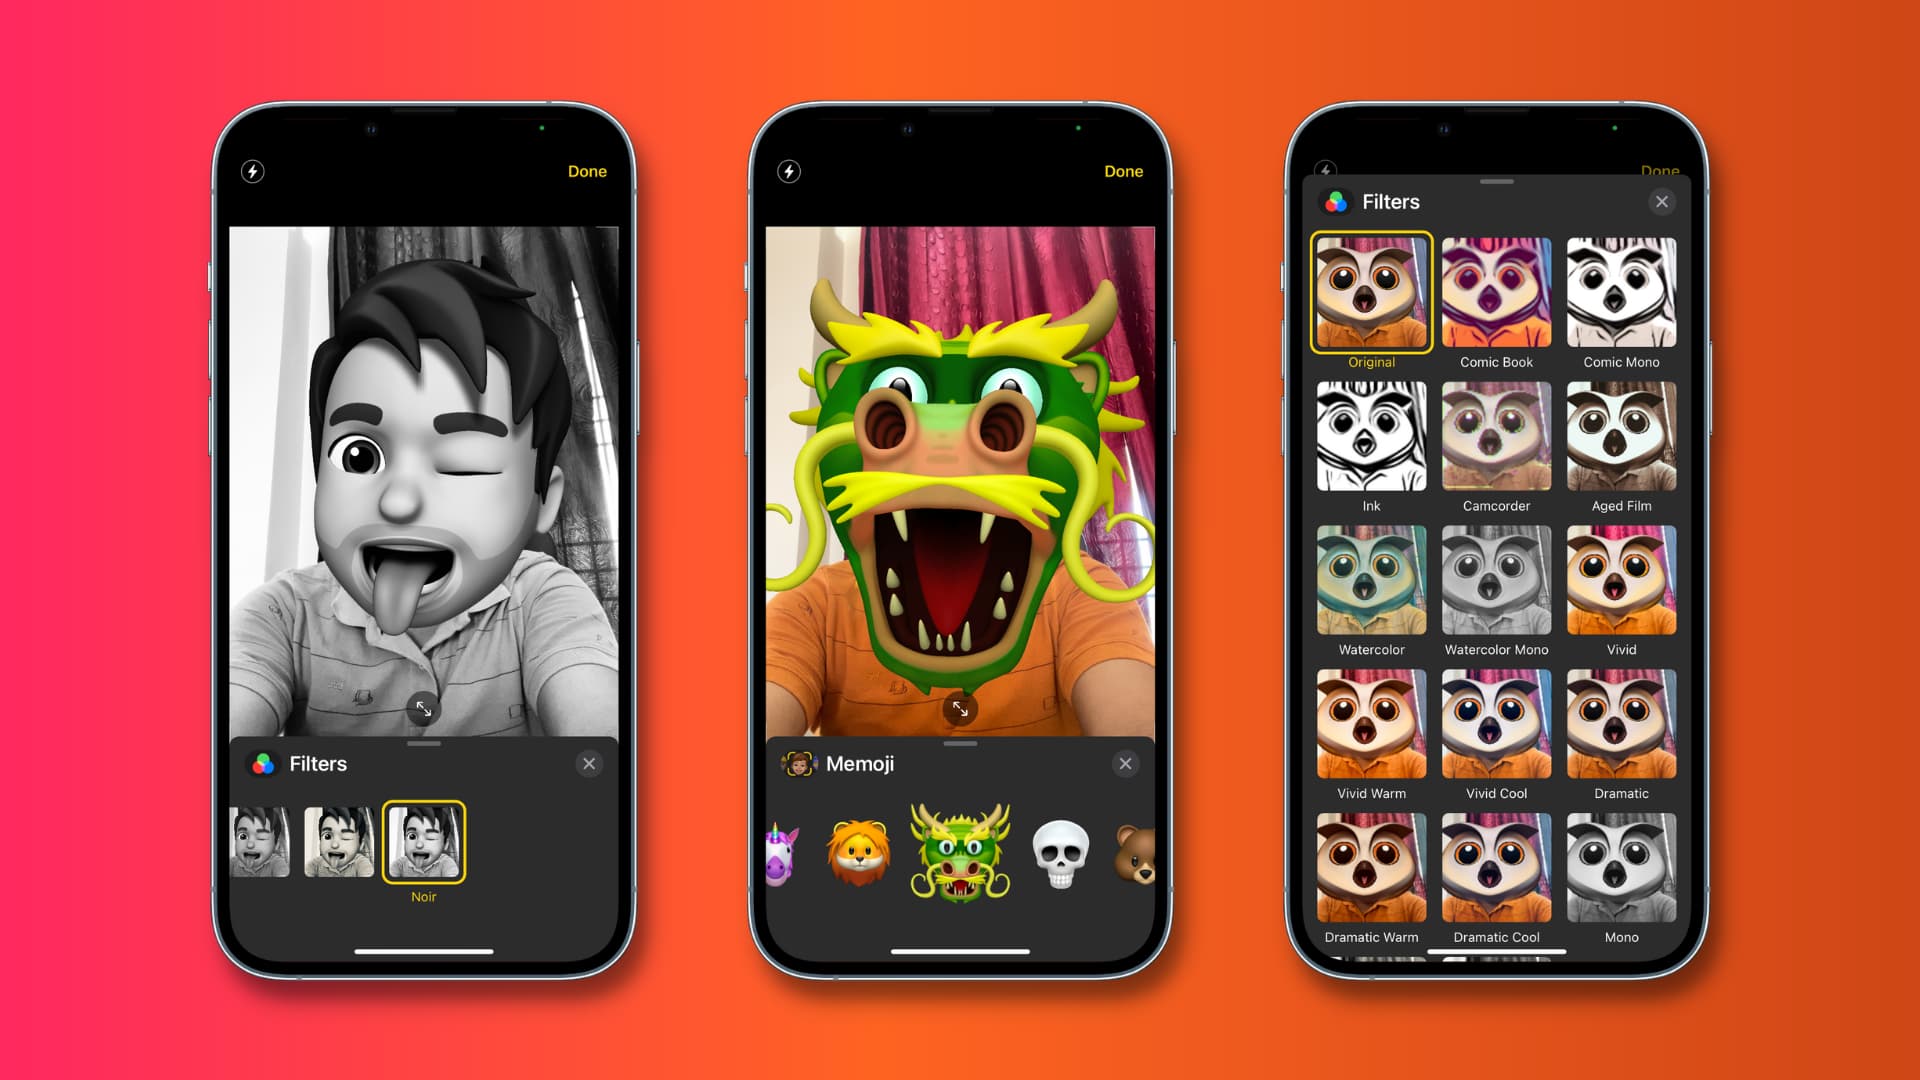 Done
Filters
Noir
Done
Memoji
Done
Filters
Original
Comic Book
Comic Mono
Ink
Camcorder
Aged Film
Watercolor
Watercolor Mono
Vivid
Vivid Warm
Vivid Cool
Dramatic
Dramatic Warm
Dramatic Cool
Mono